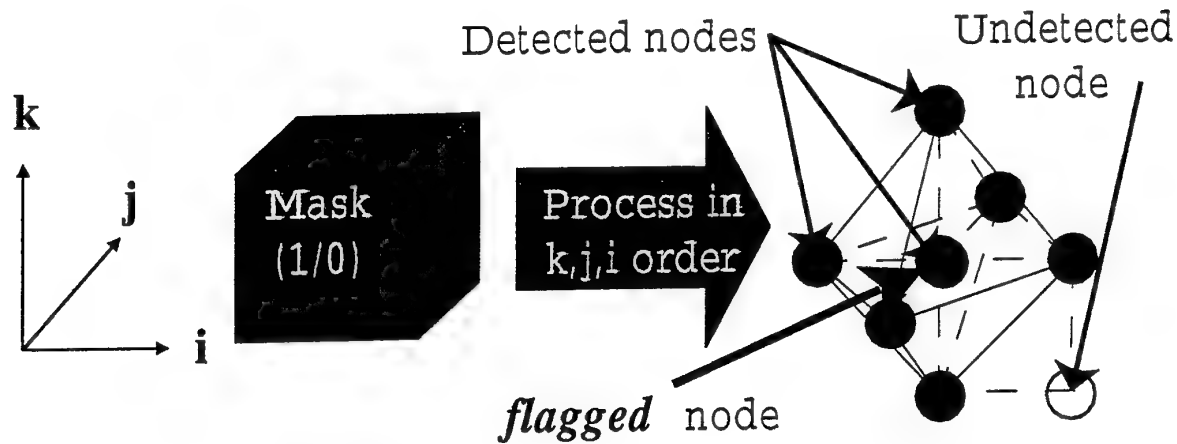 Detected nodes
Undetected
node
k
j
i
Mask
(1/0)
Process in
k,j,i order
flagged node